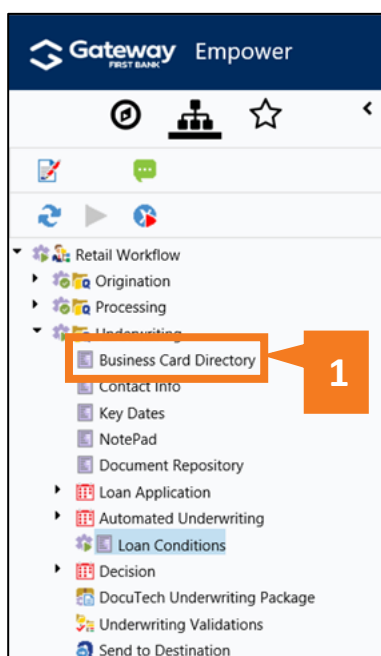 Gateway Empower
FIRST BANK
Retail Workflow
Origination
Processing
Underwriting
Business Card Directory
1
Contact Info
Key Dates
NotePad
Document Repository
Loan Application
Automated Underwriting
Loan Conditions
Decision
DocuTech Underwriting Package
Underwriting Validations
Send to Destination